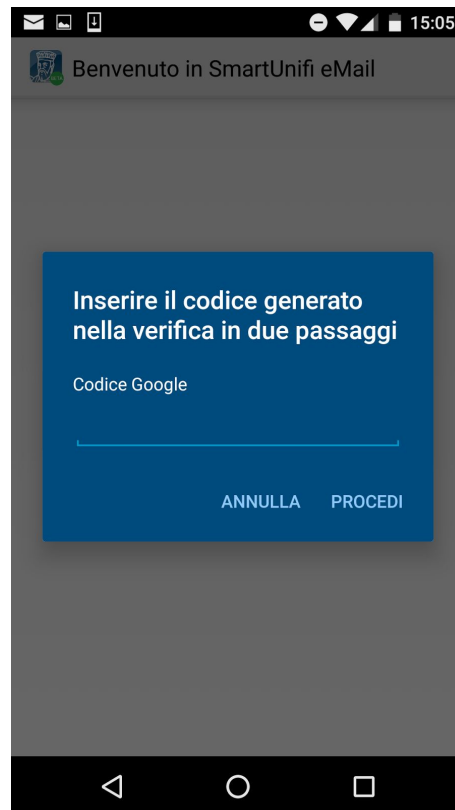 15:05
Benvenuto in SmartUnifi eMail
Inserire il codice generato
nella verifica in due passaggi
Codice Google
ANNULLA PROCEDI